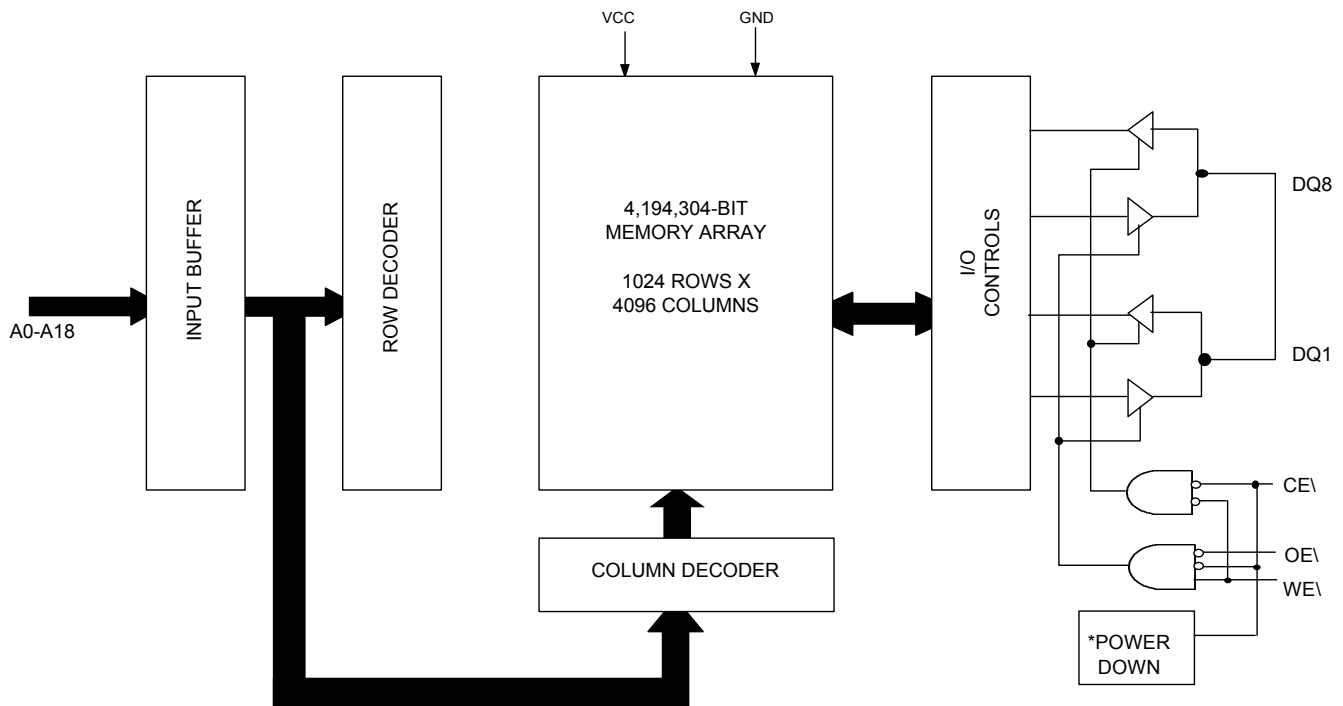 VCC
GND
A0-A18
INPUT BUFFER
ROW DECODER
4,194,304-BIT
MEMORY ARRAY
1024 ROWS X
4096 COLUMNS
I/O
CONTROLS
DQ8
DQ1
CE\
OE\
WE\
COLUMN DECODER
*POWER
DOWN